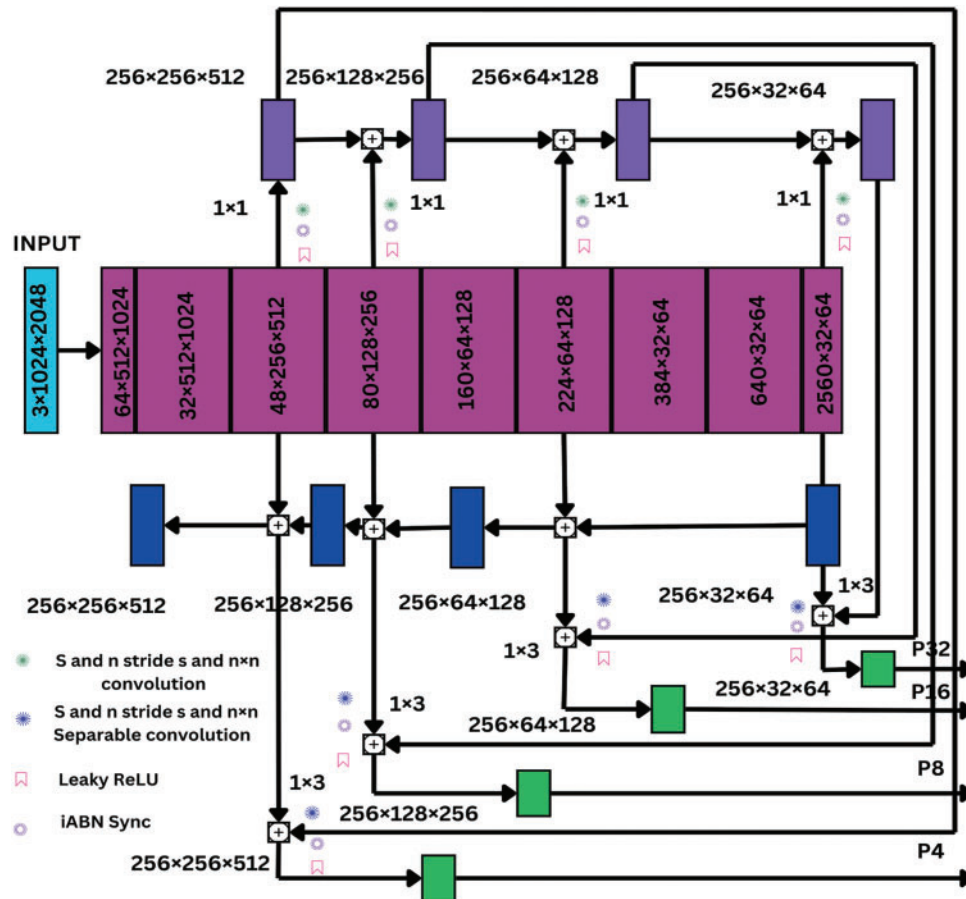 256×256×512
256×128×256
256×64×128
256×32×64
1×1
1×1
1×1
1×1
INPUT
3×1024×2048
64×512×1024
32×512×1024
48×256×512
80×128×256
160×64×128
224×64×128
384×32×64
640×32×64
2560×32×64
256×256×512
256×128×256
256×64×128
256×32×64
1×3
S and n stride s and n×n
convolution
1×3
P32
256×32×64
P16
S and n stride s and n×n
Separable convolution
1×3
256×64×128
P8
Leaky ReLU
1×3
256×128×256
iABN Sync
P4
256×256×512